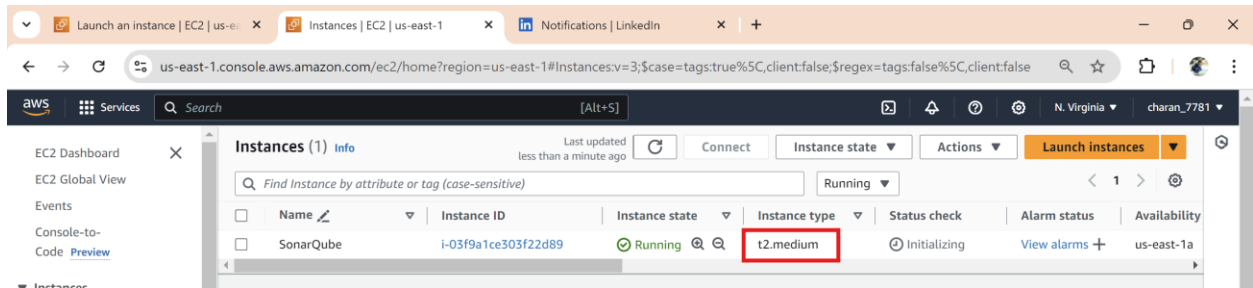 Launch an instance | EC2 | us-ea
Instances | EC2 | us-east-1
Notifications | LinkedIn
us-east-1.console.aws.amazon.com/ec2/home?region=us-east-1#Instances:v=3;$case=tags:true%5C,client:false;$regex=tags:false%5C,client:false
aws Services Search [Alt+S] N. Virginia ▼ charan_7781 ▼
EC2 Dashboard
EC2 Global View
Events
Console-to-
Code Preview
Instances
Instances (1) Info
Last updated
less than a minute ago
Connect Instance state ▼ Actions ▼ Launch instances ▼
Find Instance by attribute or tag (case-sensitive) Running ▼ < 1 >
Name Instance ID Instance state Instance type Status check Alarm status Availability
SonarQube i-03f9a1ce303f22d89 Running t2.medium Initializing View alarms + us-east-1a